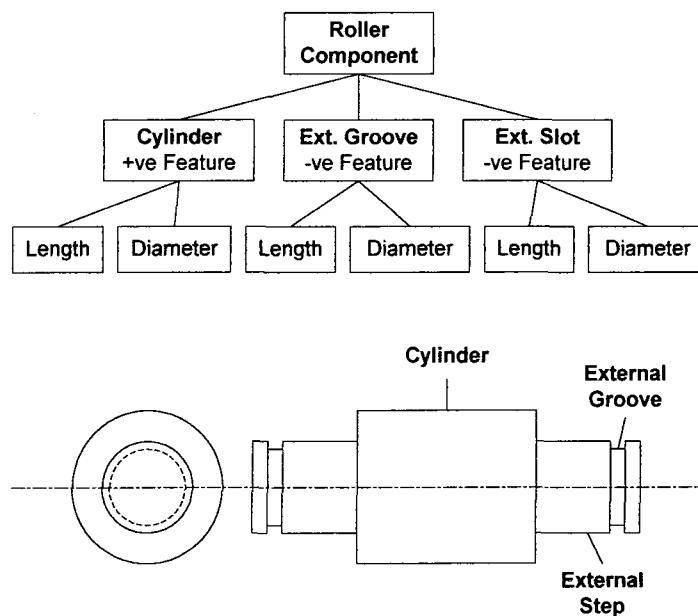 Roller
Component
Cylinder
+ve Feature
Ext. Groove
-ve Feature
Ext. Slot
-ve Feature
Length
Diameter
Length
Diameter
Length
Diameter
Cylinder
External
Groove
External
Step